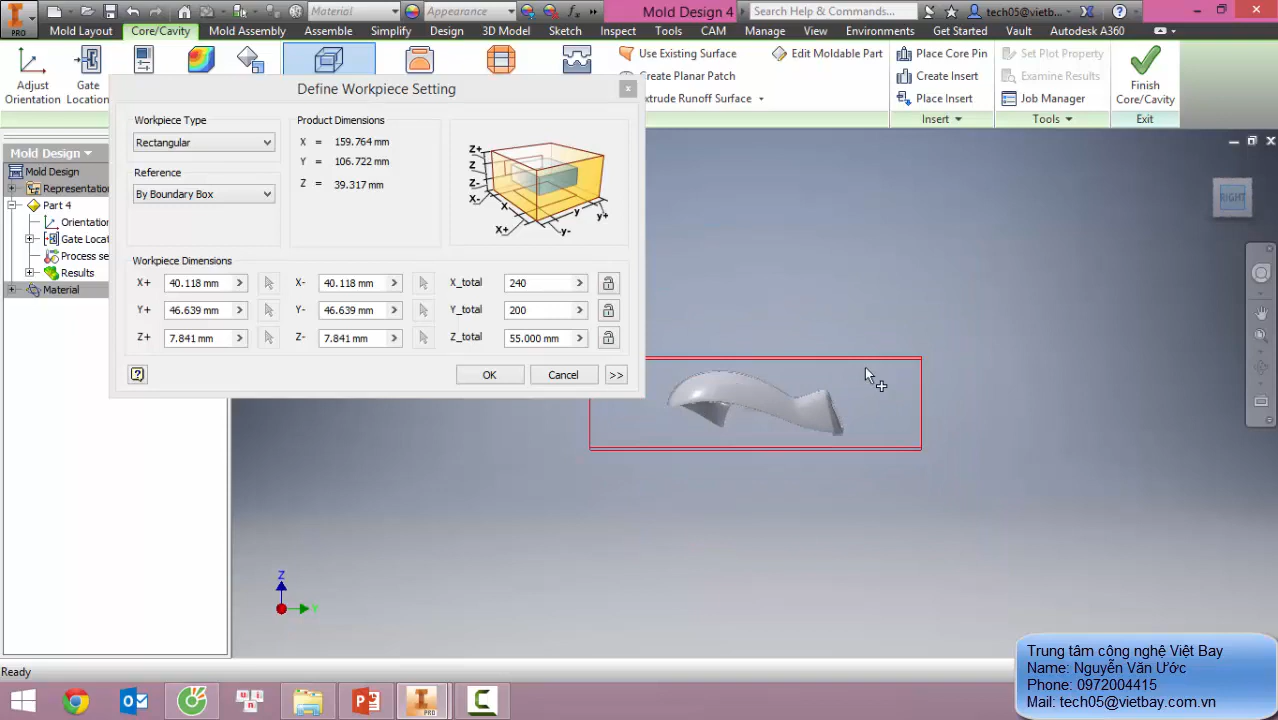 PRO
Material
Appearance
Mold Design 4
Search Help & Commands...
tech05@vietb...
Mold Layout
Core/Cavity
Mold Assembly
Assemble
Simplify
Design
3D Model
Sketch
Inspect
Tools
CAM
Manage
View
Environments
Get Started
Vault
Autodesk A360
Adjust
Orientation
Gate
Location
Use Existing Surface
Create Planar Patch
xtrude Runoff Surface
Edit Moldable Part
Place Core Pin
Create Insert
Place Insert
Insert
Set Plot Property
Examine Results
Job Manager
Tools
Finish
Core/Cavity
Exit
Define Workpiece Setting
Workpiece Type
Rectangular
Reference
By Boundary Box
Product Dimensions
X = 159.764 mm
Y = 106.722 mm
Z = 39.317 mm
Z+
Z
Z-
X-
X
X+
y-
y
y+
Workpiece Dimensions
X+ 40.118 mm X- 40.118 mm X_total 240
Y+ 46.639 mm Y- 46.639 mm Y_total 200
Z+ 7.841 mm Z- 7.841 mm Z_total 55.000 mm
OK
Cancel
>>
Mold Design
Mold Design
Representatio
Part 4
Orientatio
Gate Locat
Process se
Results
Material
RIGHT
Z
Y
Ready
Trung tâm công nghệ Việt Bay
Name: Nguyễn Văn Ước
Phone: 0972004415
Mail: tech05@vietbay.com.vn
PRO